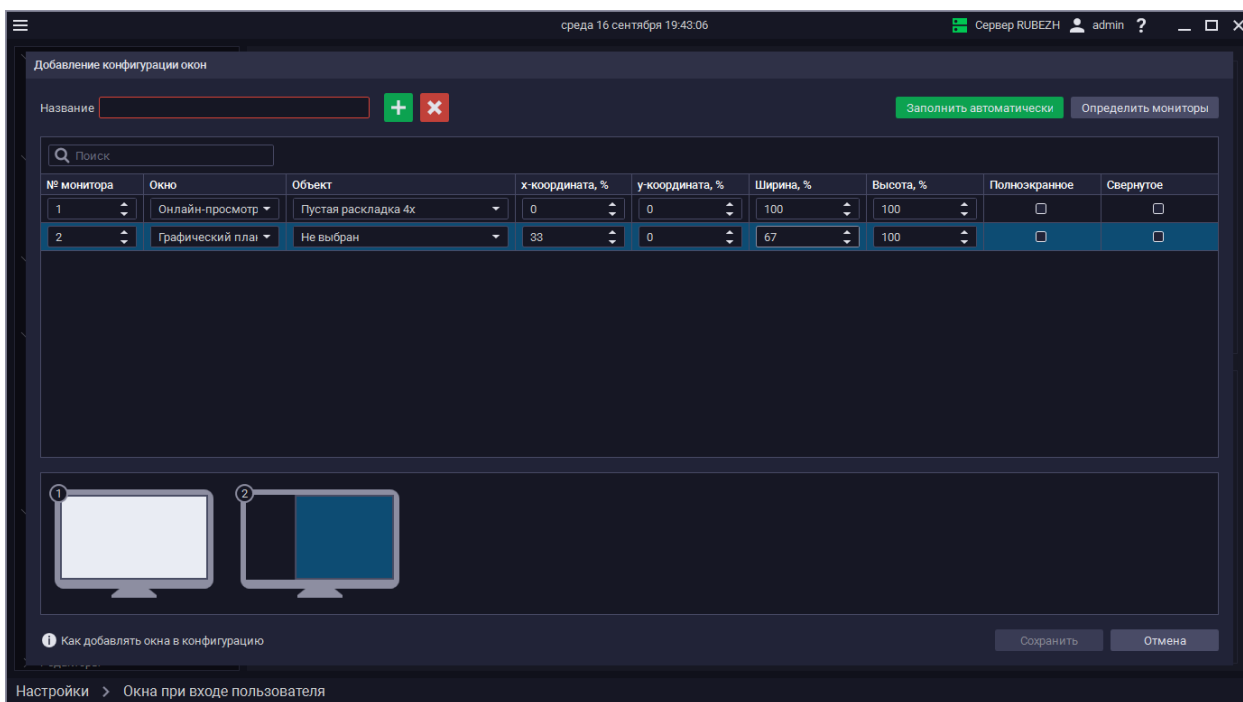 среда 16 сентября 19:43:06
Сервер RUBEZH admin ?
Добавление конфигурации окон
Название
Заполнить автоматически Определить мониторы
Поиск
№ монитора Окно Объект x-координата, % y-координата, % Ширина, % Высота, % Полноэкранное Свернутое
1 Онлайн-просмотр Пустая раскладка 4x 0 0 100 100
2 Графический план Не выбран 33 0 67 100
1 2
Как добавлять окна в конфигурацию
Сохранить Отмена
Настройки > Окна при входе пользователя